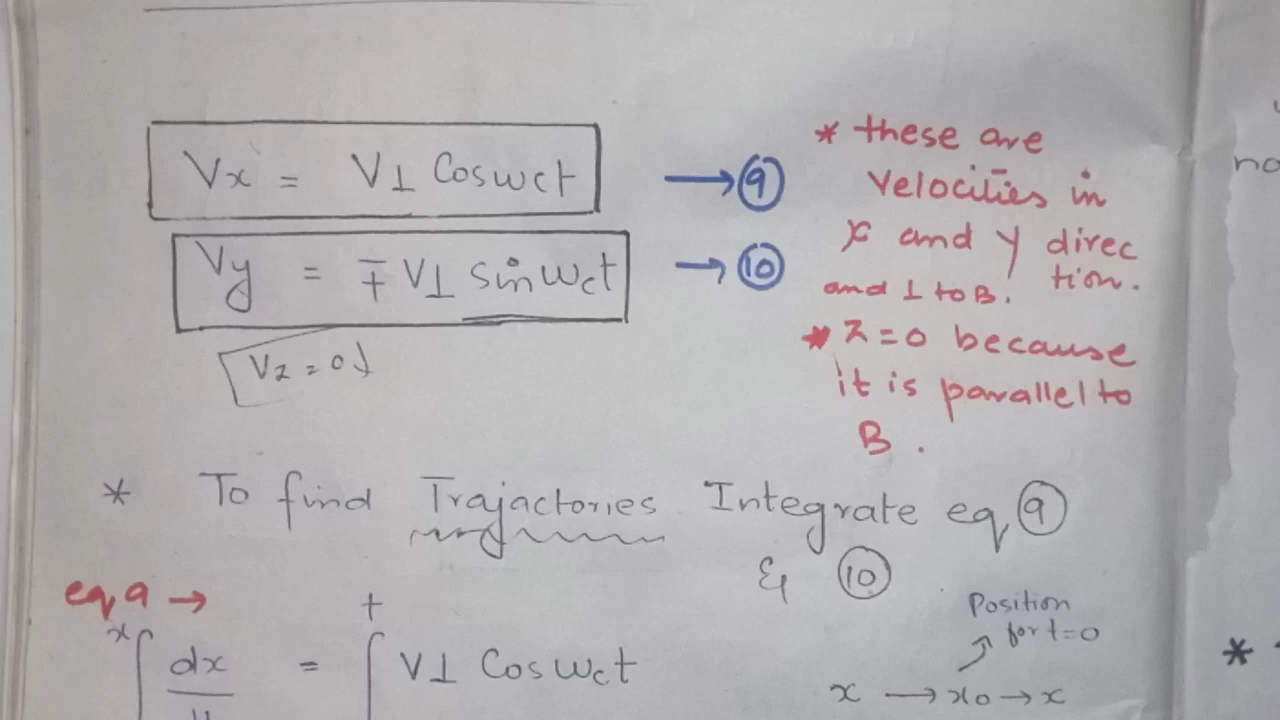 Vx = V⊥ Cosωct → ⑨
Vy = ∓ V⊥ sinωct → ⑩
Vz = 0
* these are
velocities in
x and y direc
tion.
and ⊥ to B.
* z = 0 because
it is parallel to
B.
* To find Trajactories Integrate eq ⑨
& ⑩
eq 9 →
Position
for t=0
x t
∫ dx = ∫ V⊥ Cosωct
x → x0 → x
*